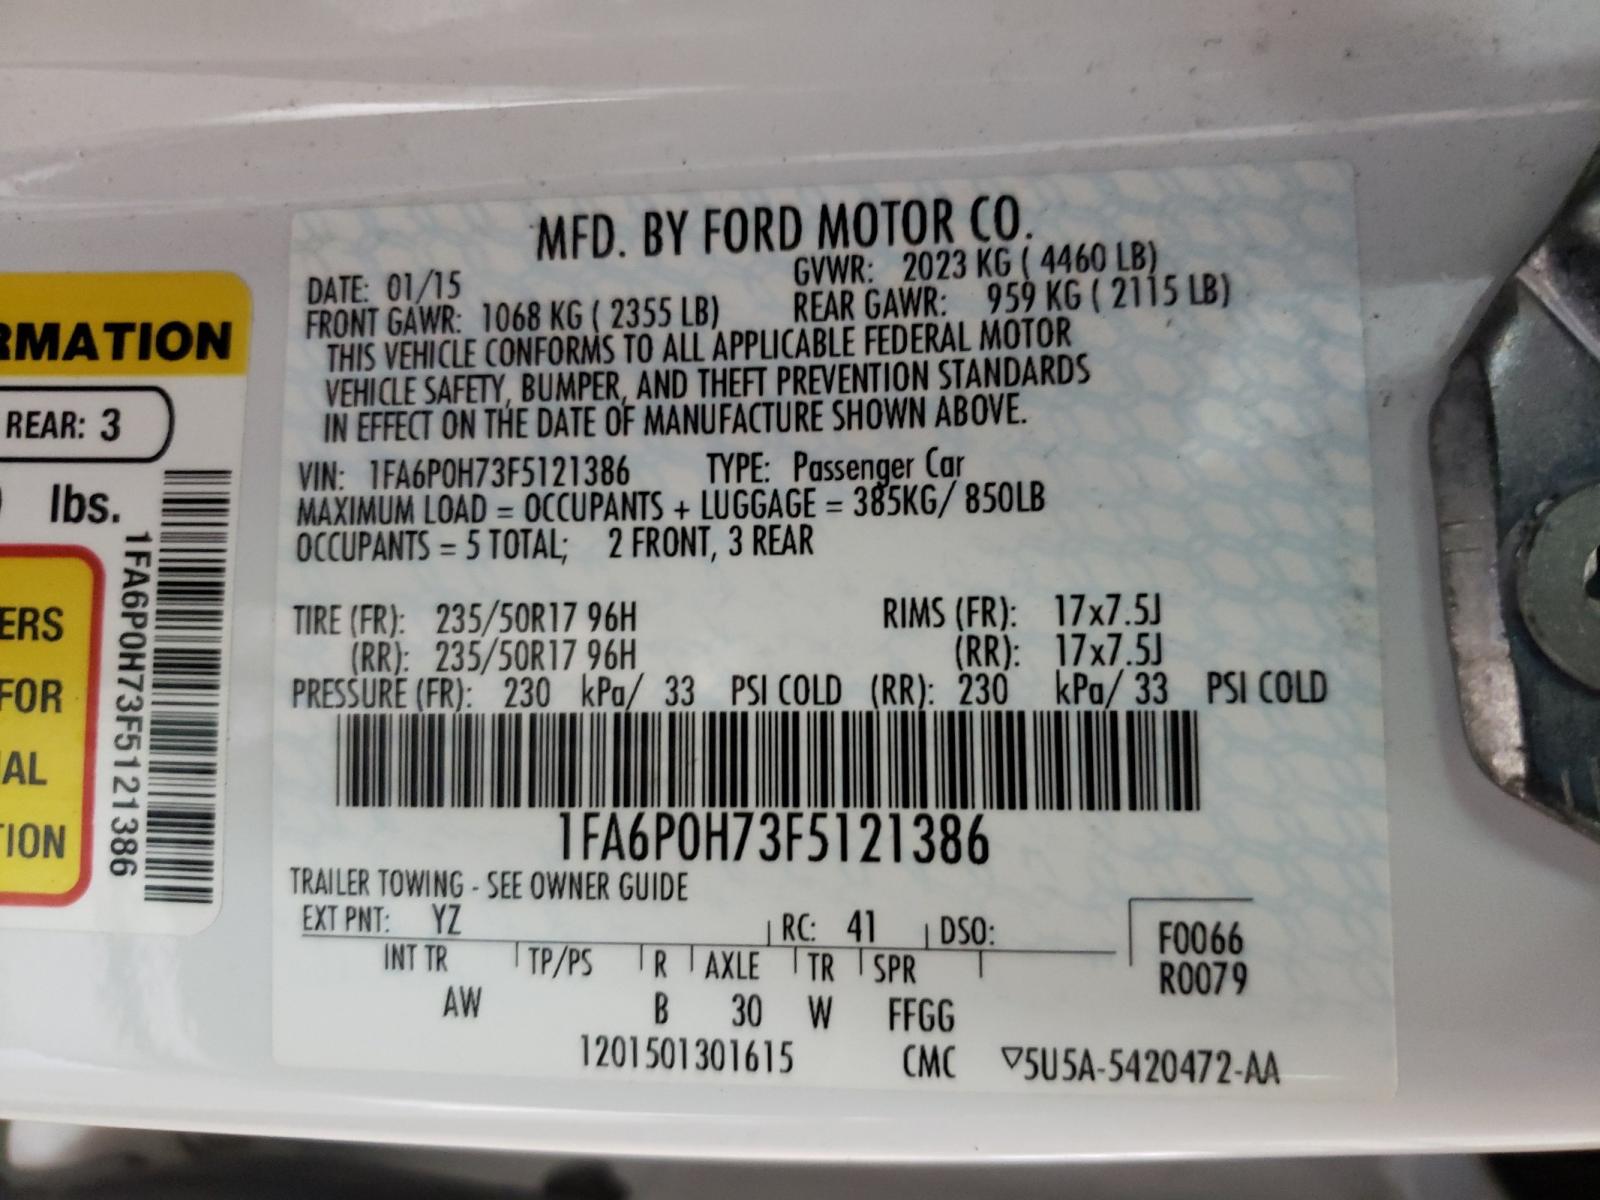 RMATION
REAR: 3
lbs.
1FA6P0H73F5121386
ERS
FOR
IAL
TION
MFD. BY FORD MOTOR CO.
DATE: 01/15 GVWR: 2023 KG ( 4460 LB)
FRONT GAWR: 1068 KG ( 2355 LB) REAR GAWR: 959 KG ( 2115 LB)
THIS VEHICLE CONFORMS TO ALL APPLICABLE FEDERAL MOTOR
VEHICLE SAFETY, BUMPER, AND THEFT PREVENTION STANDARDS
IN EFFECT ON THE DATE OF MANUFACTURE SHOWN ABOVE.
VIN: 1FA6P0H73F5121386 TYPE: Passenger Car
MAXIMUM LOAD = OCCUPANTS + LUGGAGE = 385KG/ 850LB
OCCUPANTS = 5 TOTAL; 2 FRONT, 3 REAR
TIRE (FR): 235/50R17 96H RIMS (FR): 17x7.5J
(RR): 235/50R17 96H (RR): 17x7.5J
PRESSURE (FR): 230 kPa/ 33 PSI COLD (RR): 230 kPa/ 33 PSI COLD
1FA6P0H73F5121386
TRAILER TOWING - SEE OWNER GUIDE
EXT PNT: YZ RC: 41 DSO: F0066
INT TR TP/PS R AXLE TR SPR R0079
AW B 30 W FFGG
1201501301615 CMC ▽5U5A-5420472-AA